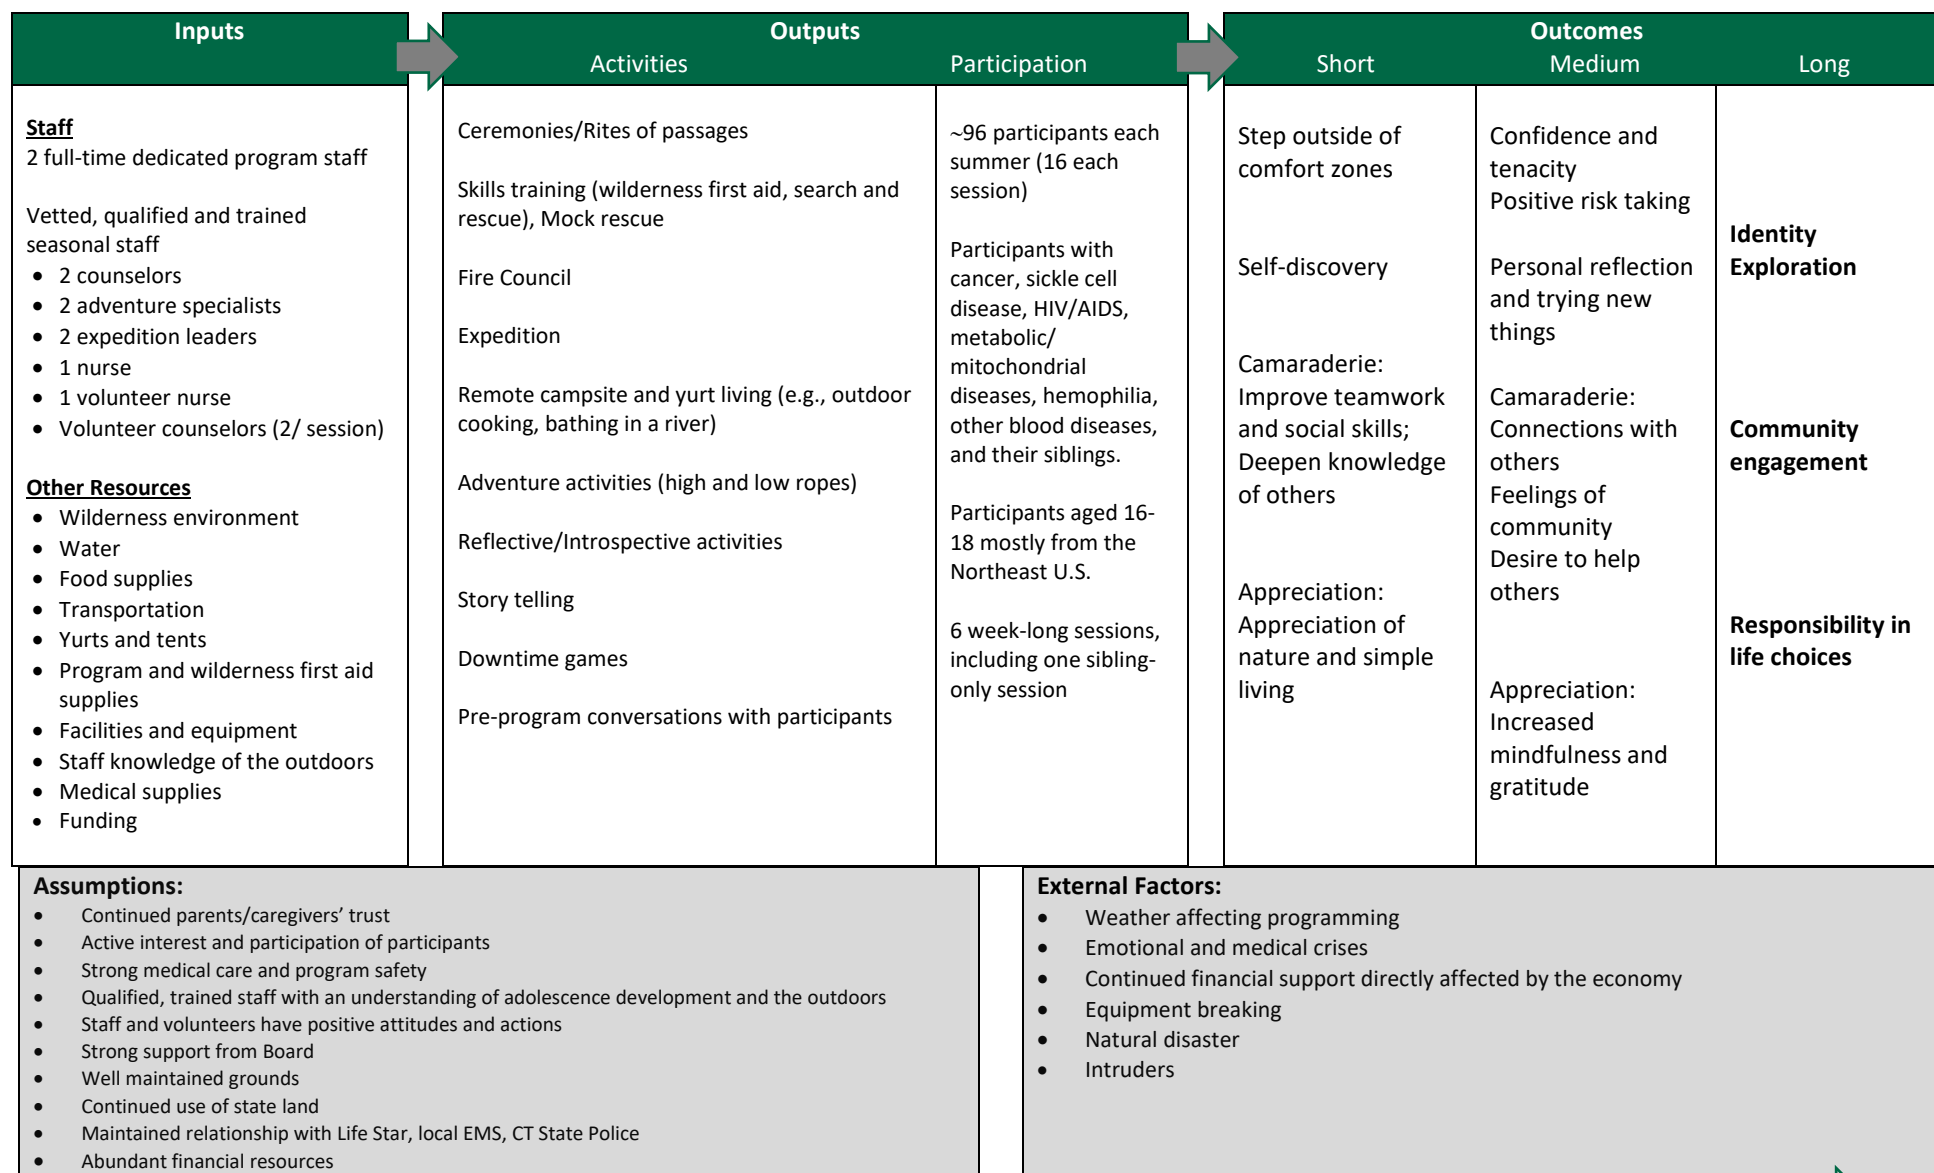 Inputs
Staff
2 full-time dedicated program staff
Vetted, qualified and trained
seasonal staff
• 2 counselors
• 2 adventure specialists
• 2 expedition leaders
• 1 nurse
• 1 volunteer nurse
• Volunteer counselors (2/ session)
Other Resources
• Wilderness environment
• Water
• Food supplies
• Transportation
• Yurts and tents
• Program and wilderness first aid
supplies
• Facilities and equipment
• Staff knowledge of the outdoors
• Medical supplies
• Funding
Outputs
Activities
Ceremonies/Rites of passages
Skills training (wilderness first aid, search and
rescue), Mock rescue
Fire Council
Expedition
Remote campsite and yurt living (e.g., outdoor
cooking, bathing in a river)
Adventure activities (high and low ropes)
Reflective/Introspective activities
Story telling
Downtime games
Pre-program conversations with participants
Participation
~96 participants each
summer (16 each
session)
Participants with
cancer, sickle cell
disease, HIV/AIDS,
metabolic/
mitochondrial
diseases, hemophilia,
other blood diseases,
and their siblings.
Participants aged 16-
18 mostly from the
Northeast U.S.
6 week-long sessions,
including one sibling-
only session
Outcomes
Short
Step outside of
comfort zones
Self-discovery
Camaraderie:
Improve teamwork
and social skills;
Deepen knowledge
of others
Appreciation:
Appreciation of
nature and simple
living
Medium
Confidence and
tenacity
Positive risk taking
Personal reflection
and trying new
things
Camaraderie:
Connections with
others
Feelings of
community
Desire to help
others
Appreciation:
Increased
mindfulness and
gratitude
Long
Identity
Exploration
Community
engagement
Responsibility in
life choices
Assumptions:
• Continued parents/caregivers’ trust
• Active interest and participation of participants
• Strong medical care and program safety
• Qualified, trained staff with an understanding of adolescence development and the outdoors
• Staff and volunteers have positive attitudes and actions
• Strong support from Board
• Well maintained grounds
• Continued use of state land
• Maintained relationship with Life Star, local EMS, CT State Police
• Abundant financial resources
External Factors:
• Weather affecting programming
• Emotional and medical crises
• Continued financial support directly affected by the economy
• Equipment breaking
• Natural disaster
• Intruders